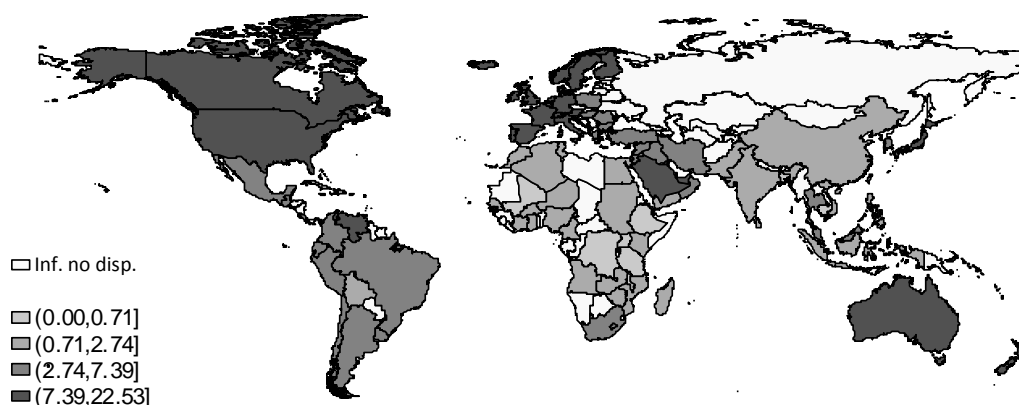 Inf. no disp.
(0.00,0.71]
(0.71,2.74]
(2.74,7.39]
(7.39,22.53]